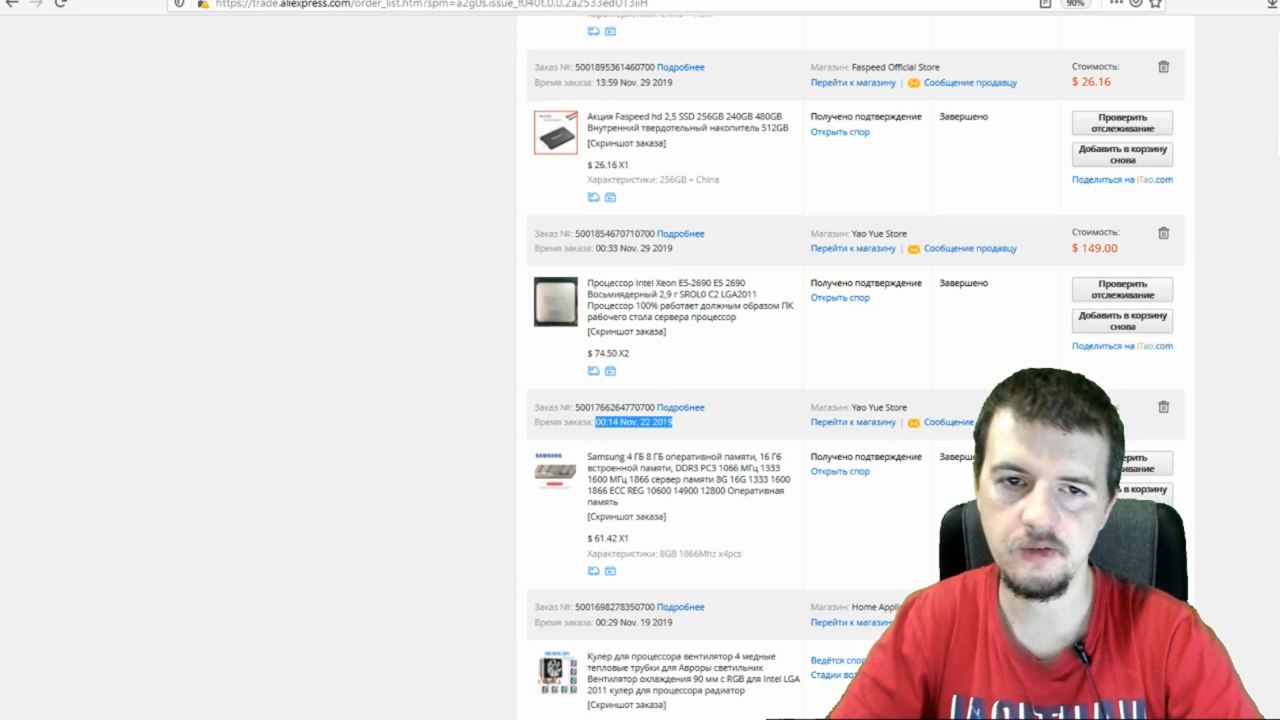 https://trade.aliexpress.com/order_list.htm?spm=a2g0s.issue_
90%
Заказ №: 5001895361460700 Подробнее
Магазин: Faspeed Official Store
Стоимость:
Время заказа: 13:59 Nov. 29 2019
Перейти к магазину | Сообщение продавцу
$ 26.16
Акция Faspeed hd 2,5 SSD 256GB 240GB 480GB
Внутренний твердотельный накопитель 512GB
[Скриншот заказа]
$ 26.16 X1
Характеристики: 256GB + China
Получено подтверждение
Открыть спор
Завершено
Проверить
отслеживание
Добавить в корзину
снова
Поделиться на iTao.com
Заказ №: 5001854670710700 Подробнее
Магазин: Yao Yue Store
Стоимость:
Время заказа: 00:33 Nov. 29 2019
Перейти к магазину | Сообщение продавцу
$ 149.00
Процессор Intel Xeon E5-2690 E5 2690
Восьмиядерный 2,9 г SROL0 C2 LGA2011
Процессор 100% работает должным образом ПК
рабочего стола сервера процессор
[Скриншот заказа]
$ 74.50 X2
Получено подтверждение
Открыть спор
Завершено
Проверить
отслеживание
Добавить в корзину
снова
Поделиться на iTao.com
Заказ №: 5001766264770700 Подробнее
Магазин: Yao Yue Store
Время заказа: 00:14 Nov. 22 2019
Перейти к магазину | Сообщение
SAMSUNG
Samsung 4 ГБ 8 ГБ оперативной памяти, 16 Гб
встроенной памяти, DDR3 PC3 1066 МГц 1333
1600 МГц 1866 сервер памяти 8G 16G 1333 1600
1866 ECC REG 10600 14900 12800 Оперативная
память
[Скриншот заказа]
$ 61.42 X1
Характеристики: 8GB 1866Mhz x4pcs
Получено подтверждение
Открыть спор
Заверш
ерить
ивание
ь в корзину
Заказ №: 5001698278350700 Подробнее
Магазин: Home Appl
Время заказа: 00:29 Nov. 19 2019
Перейти к магазин
Кулер для процессора вентилятор 4 медные
тепловые трубки для Авроры светильник
Вентилятор охлаждения 90 мм с RGB для Intel LGA
2011 кулер для процессора радиатор
[Скриншот заказа]
Ведётся спор
Стадии воз